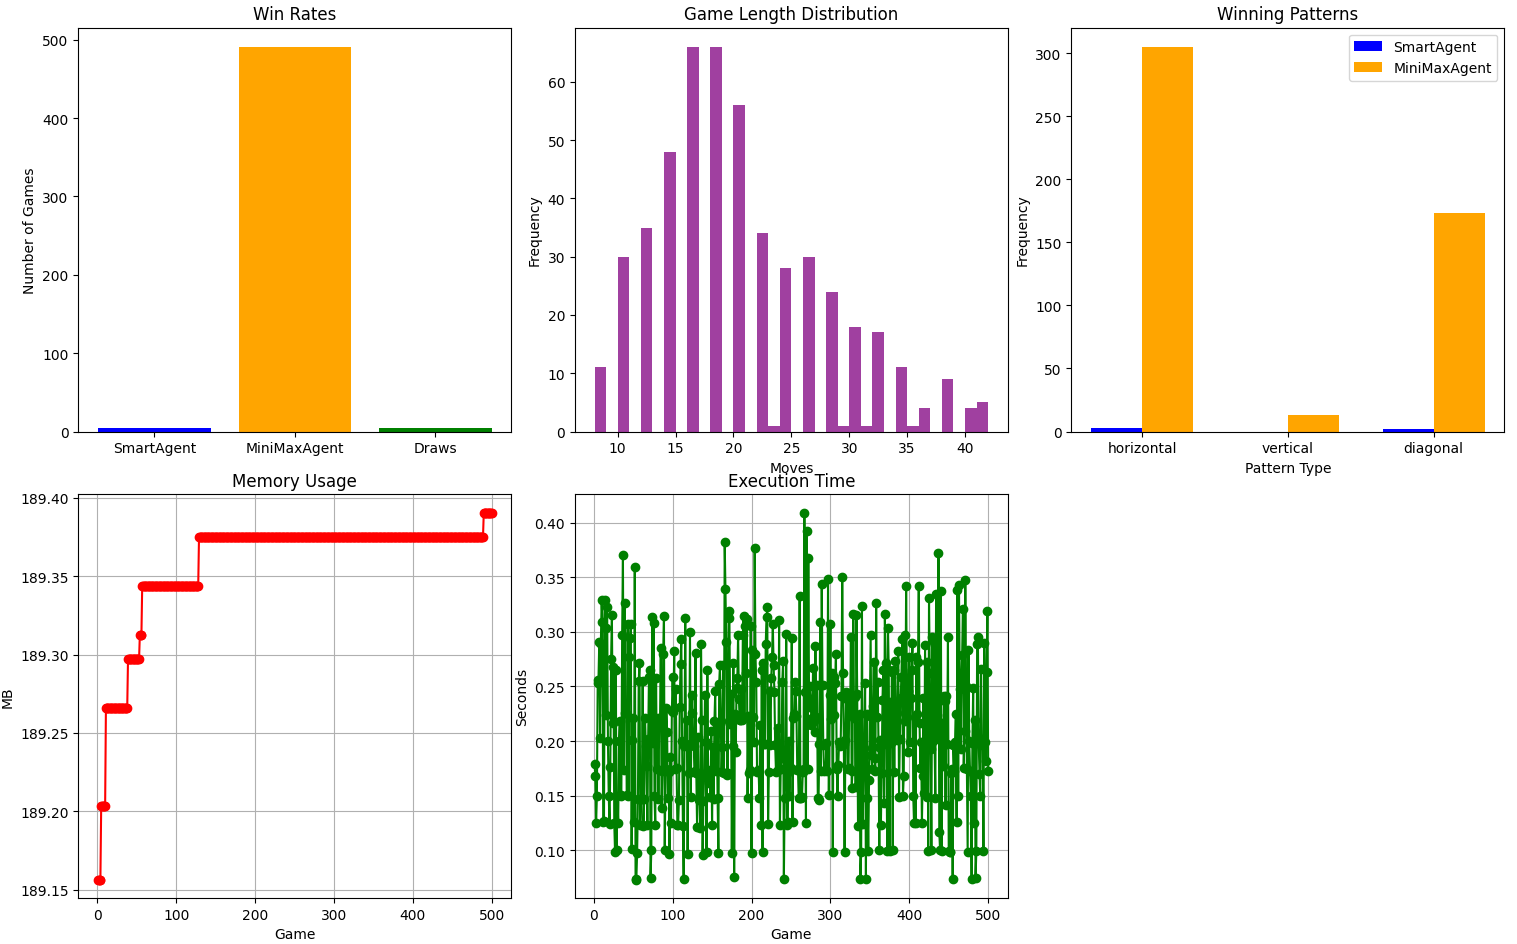 Win Rates
Number of Games
500
400
300
200
100
0
SmartAgent MiniMaxAgent Draws
Game Length Distribution
Frequency
60
50
40
30
20
10
0
10 15 20 25 30 35 40
Moves
Winning Patterns
SmartAgent
MiniMaxAgent
Frequency
300
250
200
150
100
50
0
horizontal vertical diagonal
Pattern Type
Memory Usage
MB
189.40
189.35
189.30
189.25
189.20
189.15
0 100 200 300 400 500
Game
Execution Time
Seconds
0.40
0.35
0.30
0.25
0.20
0.15
0.10
0 100 200 300 400 500
Game